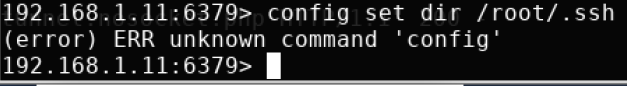 192.168.1.11:6379> config set dir /root/.ssh
(error) ERR unknown command 'config'
192.168.1.11:6379>